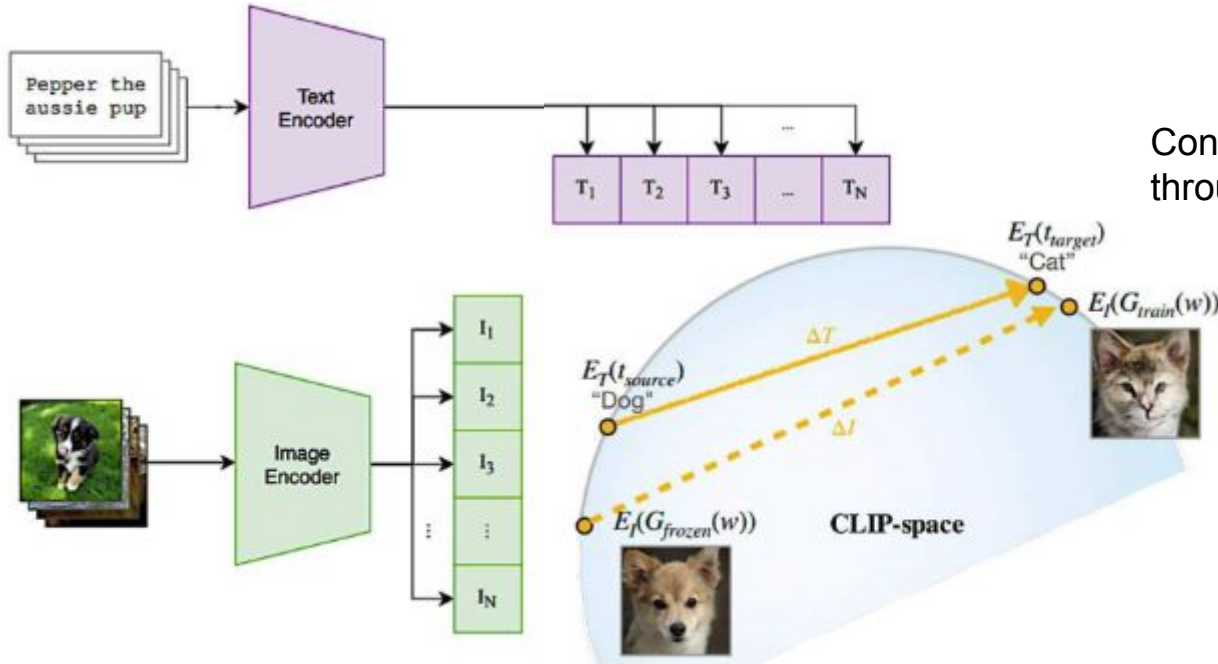 Pepper the
aussie pup
Text
Encoder
...
T₁ T₂ T₃ ... T_N
Image
Encoder
I₁
I₂
I₃
⋮
I_N
⋮
E_T(t_target)
"Cat"
E_I(G_train(w))
ΔT
E_T(t_source)
"Dog"
ΔI
E_I(G_frozen(w))
CLIP-space